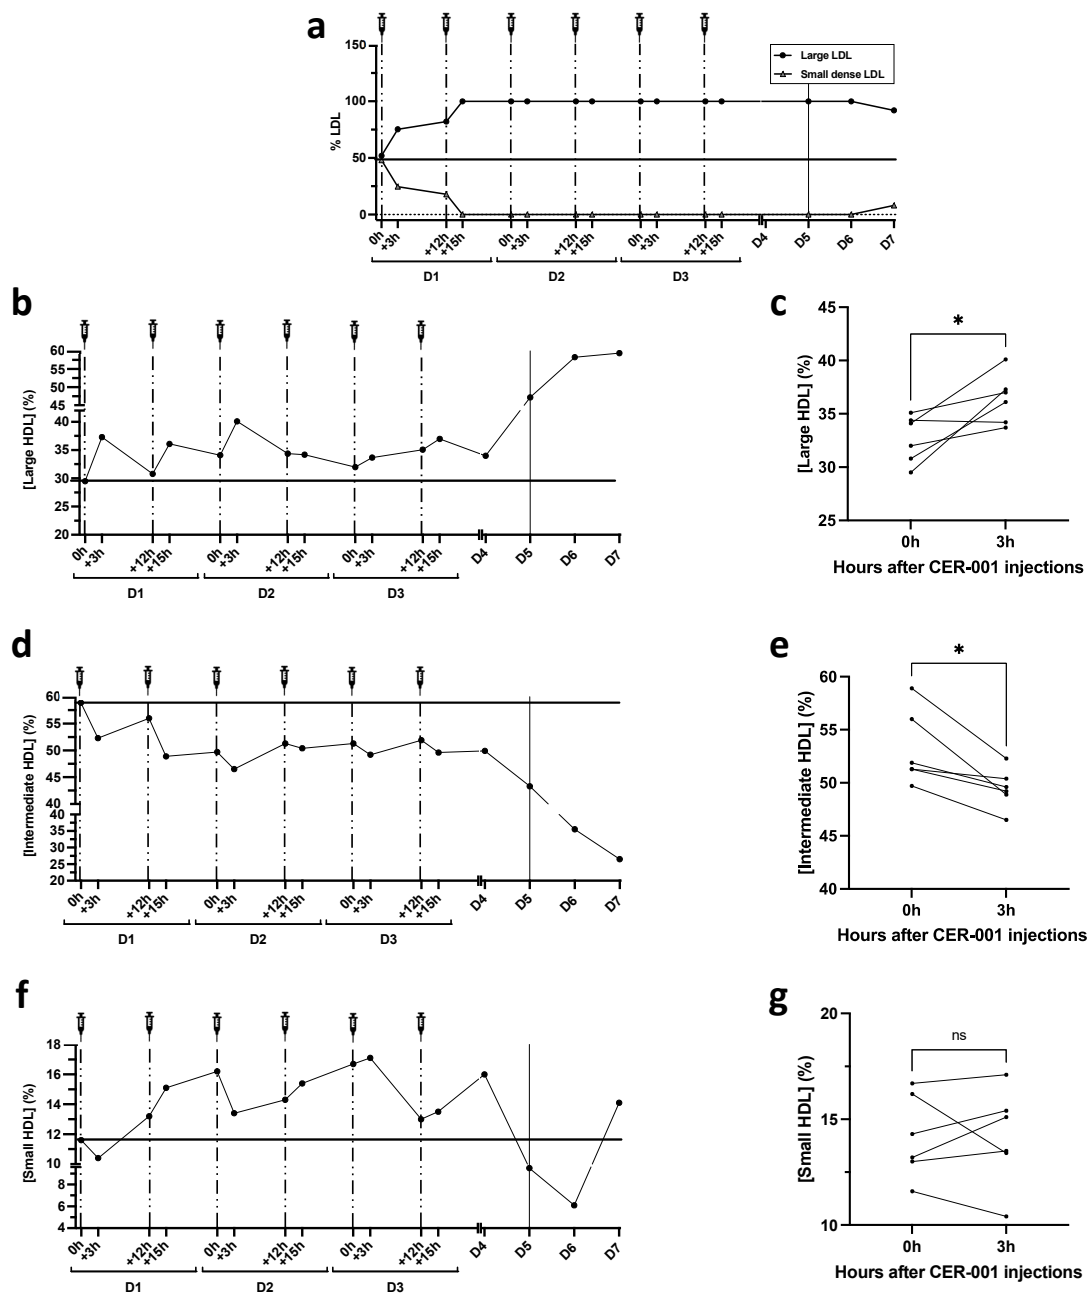 a
150
100
50
0
% LDL
Large LDL
Small dense LDL
0h +3h +12h +15h 0h +3h +12h +15h 0h +3h +12h +15h D4 D5 D6 D7
D1 D2 D3
b
60
55
50
45
40
35
30
25
20
[Large HDL] (%)
0h +3h +12h +15h 0h +3h +12h +15h 0h +3h +12h +15h D4 D5 D6 D7
D1 D2 D3
c
45
40
35
30
25
[Large HDL] (%)
*
0h 3h
Hours after CER-001 injections
d
60
55
50
45
40
40
35
30
25
20
[Intermediate HDL] (%)
0h +3h +12h +15h 0h +3h +12h +15h 0h +3h +12h +15h D4 D5 D6 D7
D1 D2 D3
e
60
55
50
45
40
[Intermediate HDL] (%)
*
0h 3h
Hours after CER-001 injections
f
18
16
14
12
10
8
6
4
[Small HDL] (%)
0h +3h +12h +15h 0h +3h +12h +15h 0h +3h +12h +15h D4 D5 D6 D7
D1 D2 D3
g
20
15
10
[Small HDL] (%)
ns
0h 3h
Hours after CER-001 injections